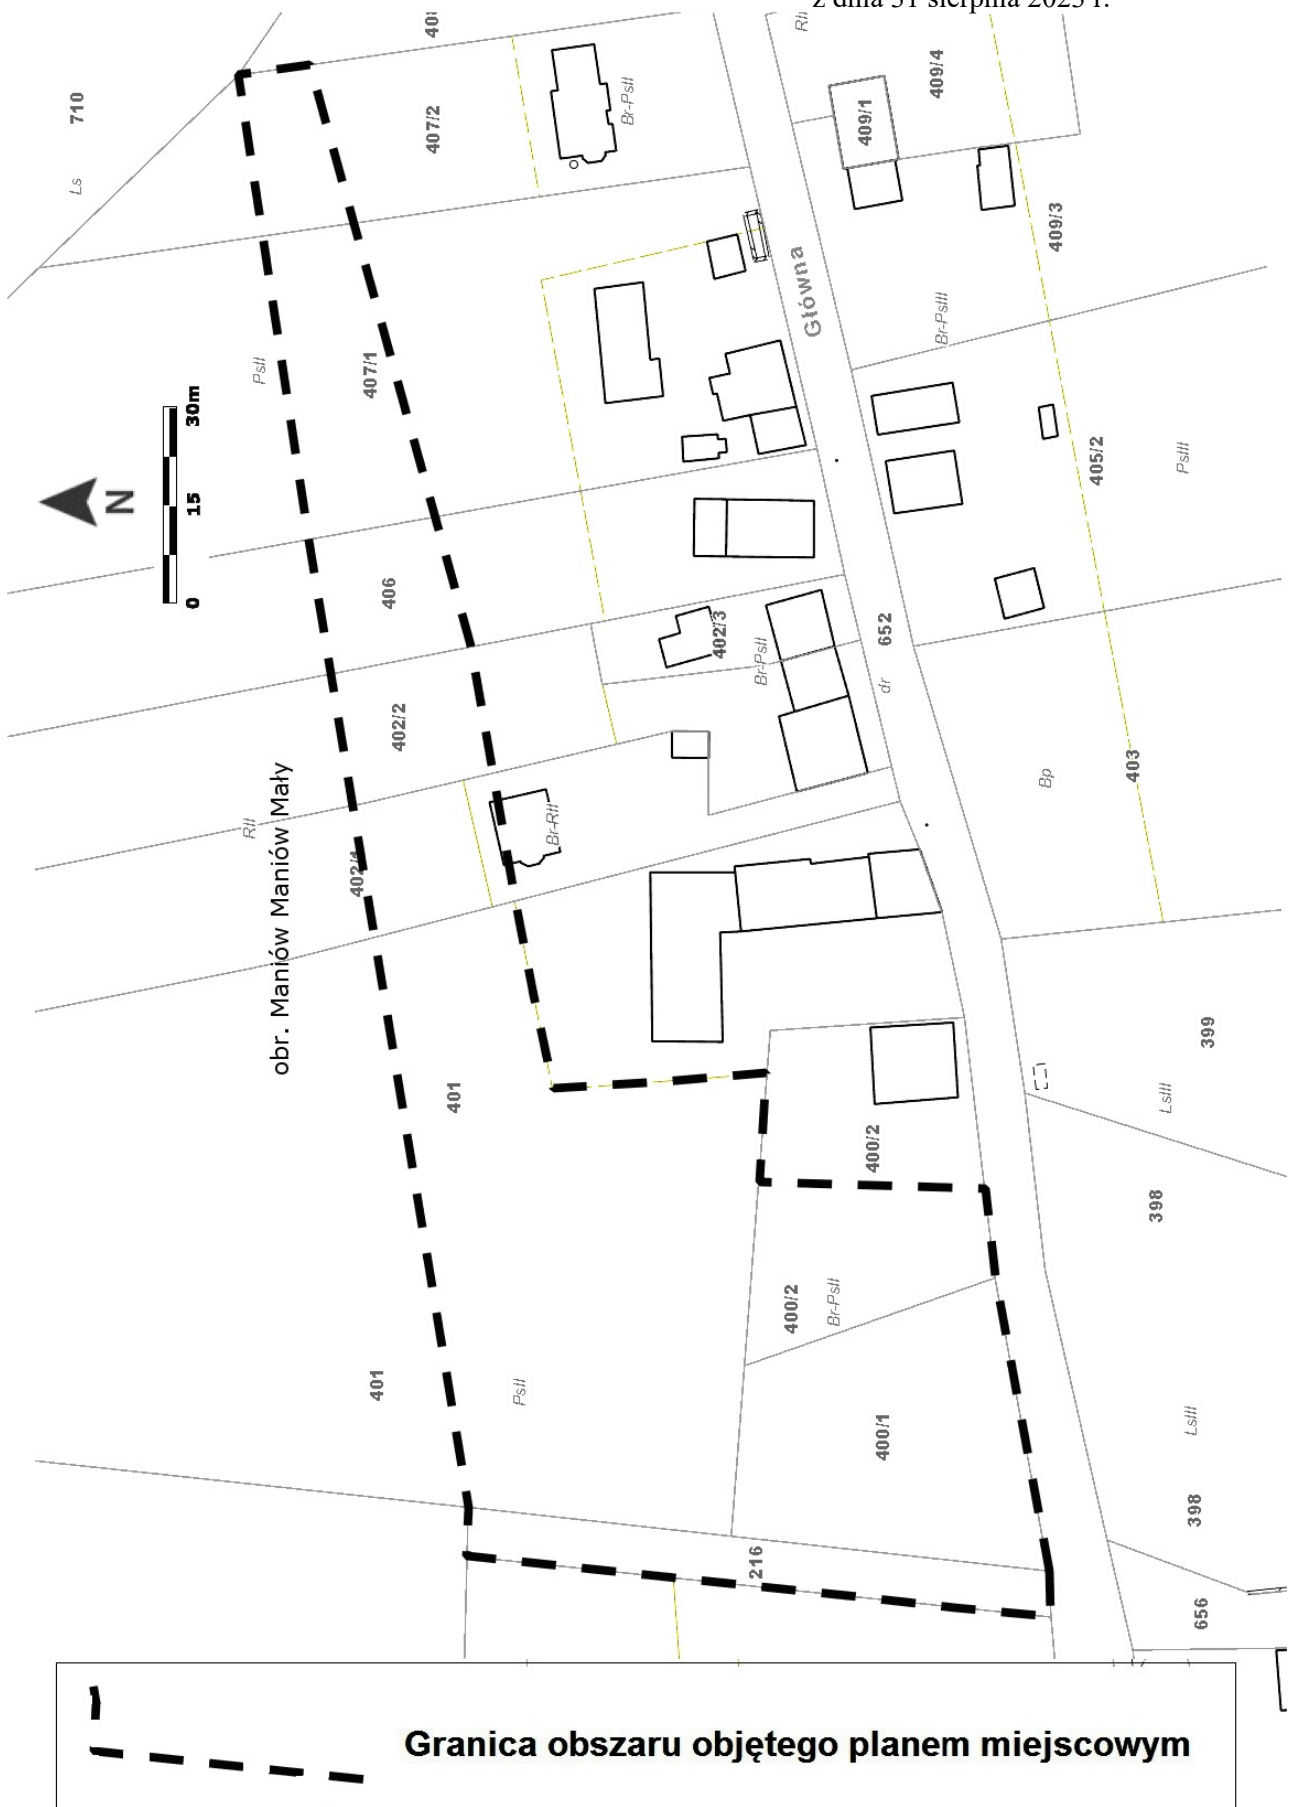 z dnia 31 sierpnia 2023 r.
408
RII
710
Ls
407/2
Br-PsII
409/1
409/4
409/3
Główna
Br-PsIII
PsII
407/1
30m
15
0
N
405/2
PsIII
406
402/3
Br-PsII
652
dr
402/2
403
Bp
RII
obr. Maniów Maniów Mały
402/1
Br-RII
401
399
LsIII
400/2
398
400/2
Br-PsII
401
PsII
400/1
LsIII
398
216
656
Granica obszaru objętego planem miejscowym